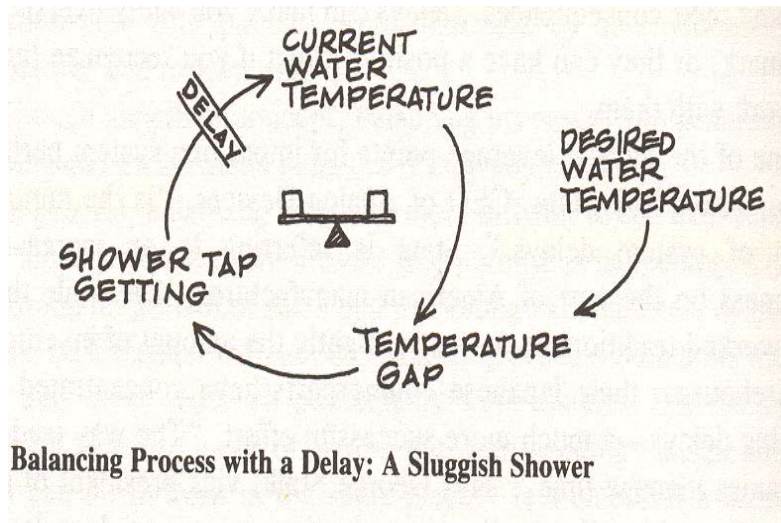 CURRENT
WATER
TEMPERATURE
DELAY
DESIRED
WATER
TEMPERATURE
SHOWER TAP
SETTING
TEMPERATURE
GAP
Balancing Process with a Delay: A Sluggish Shower